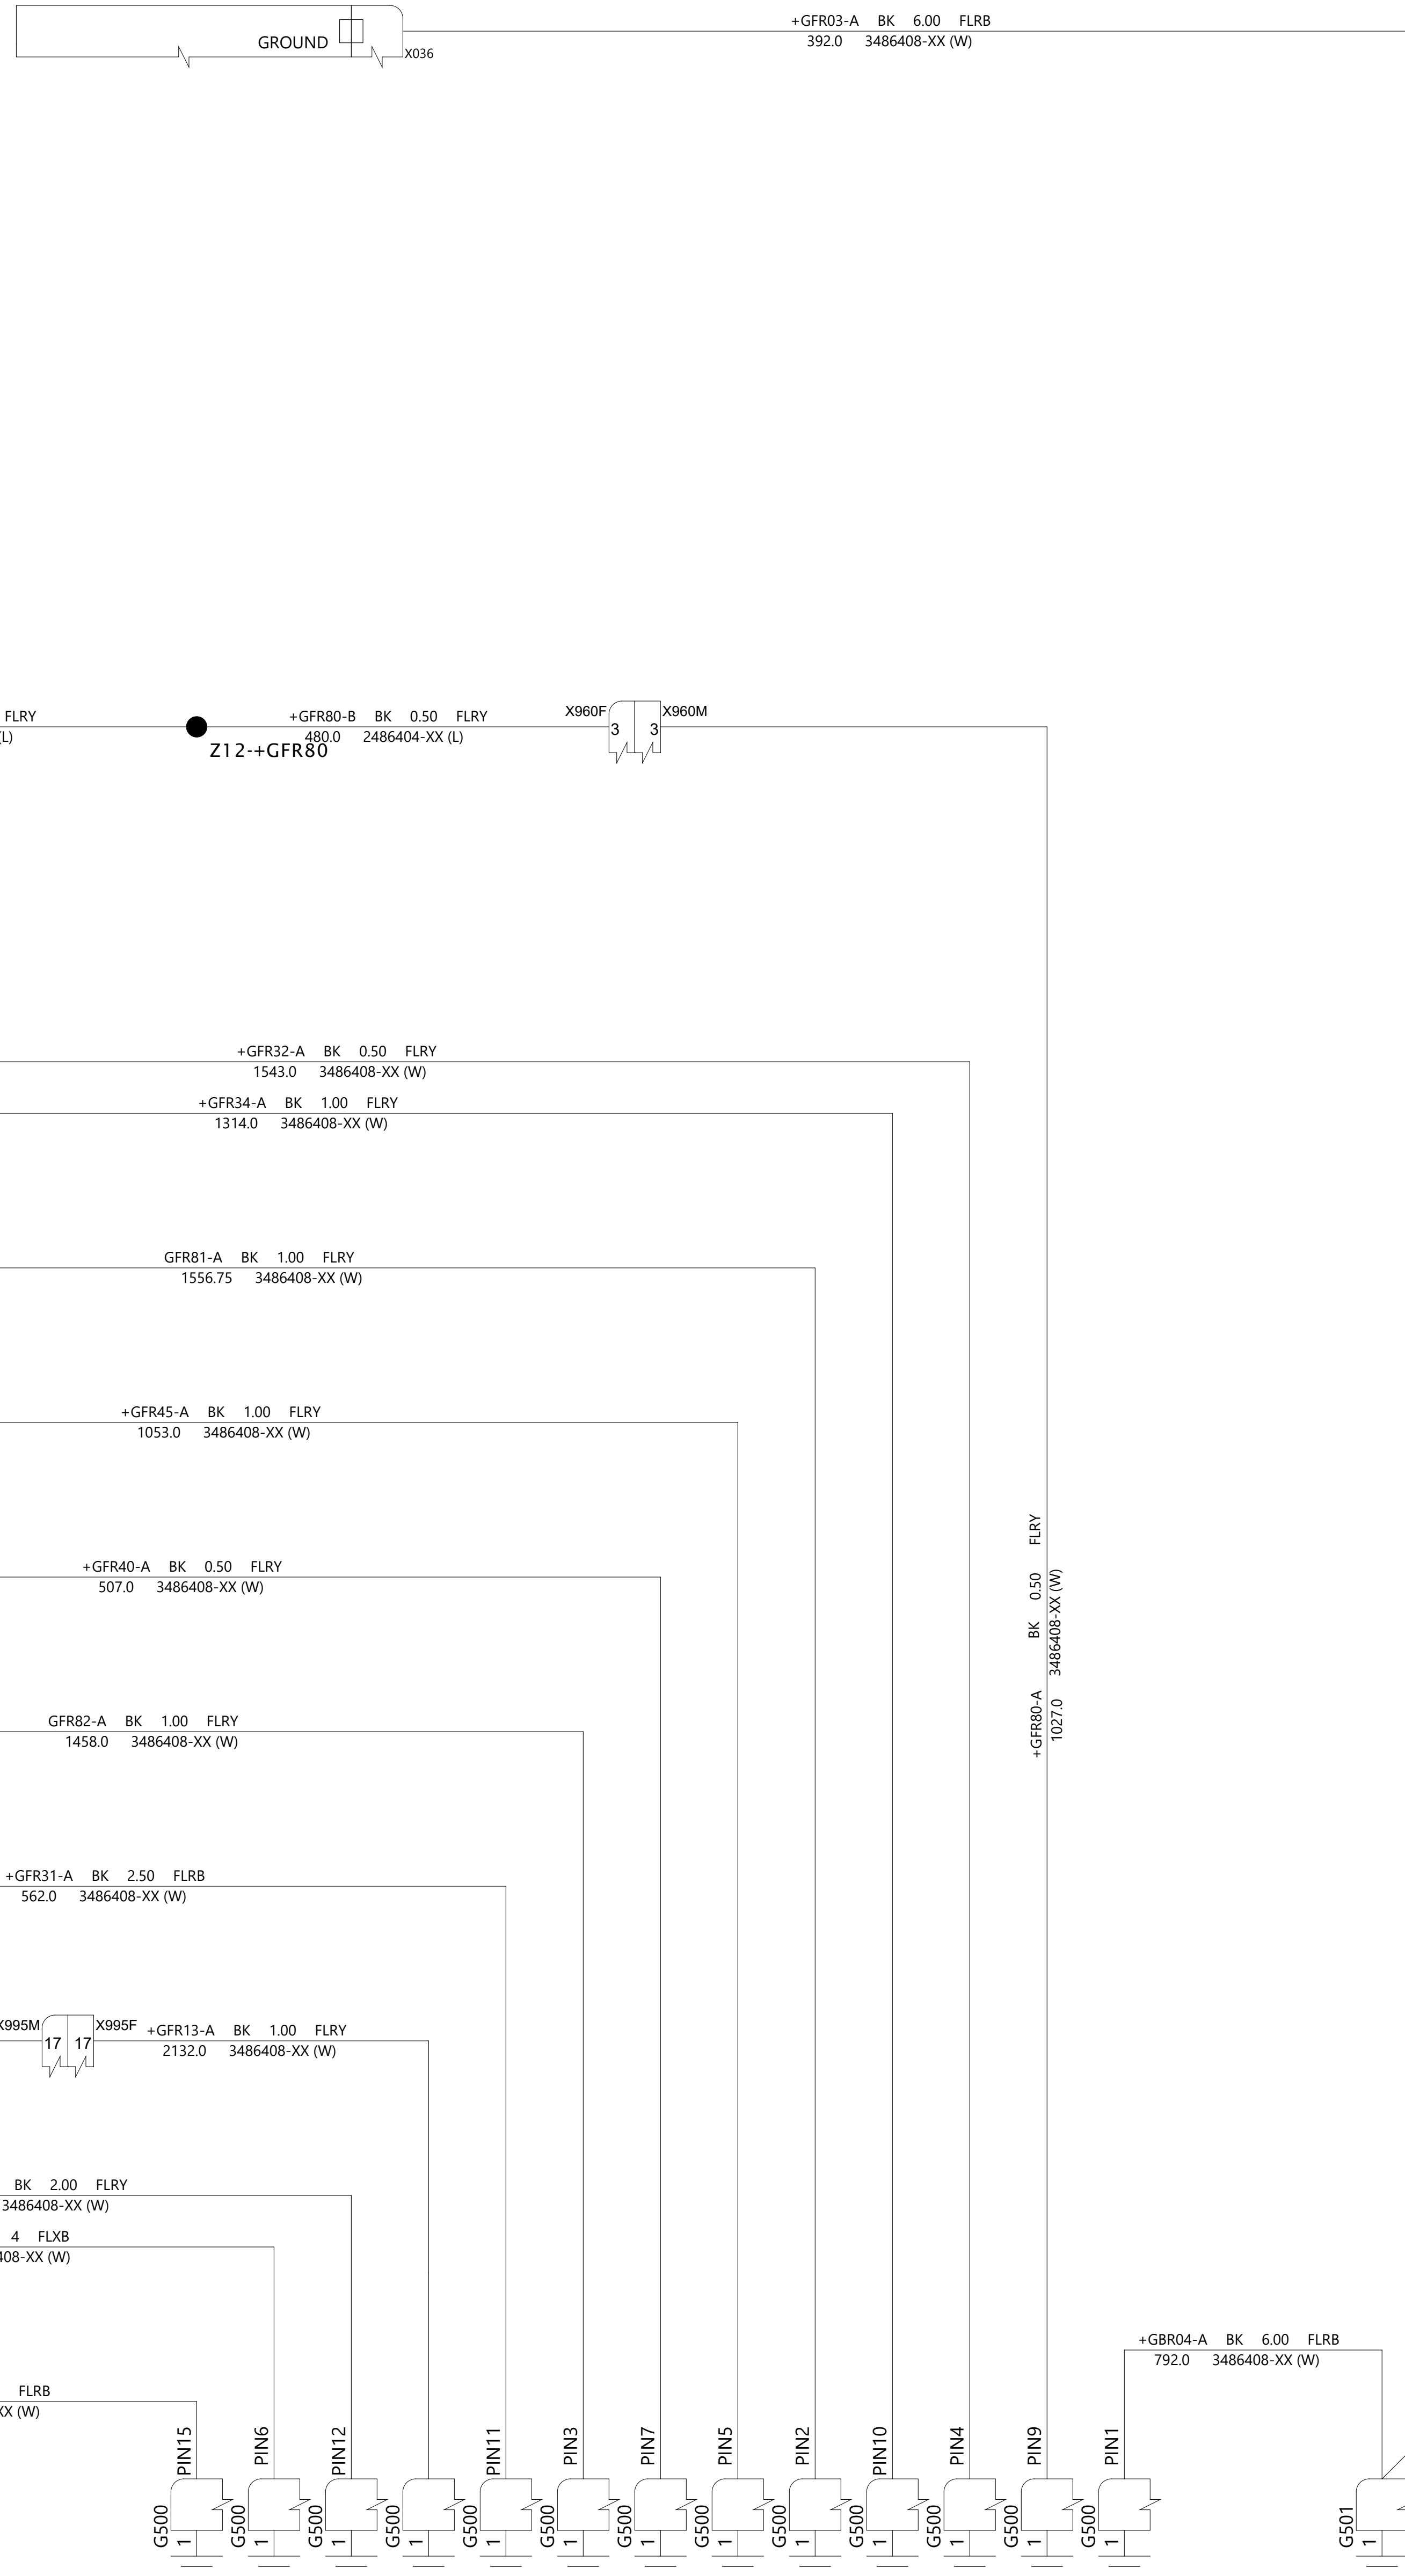 +GFR03-A BK 6.00 FLRB
GROUND
392.0 3486408-XX (W)
X036
FLRY
+GFR80-B BK 0.50 FLRY
X960F
X960M
3 3
(L)
480.0 2486404-XX (L)
Z12-+GFR80
+GFR32-A BK 0.50 FLRY
1543.0 3486408-XX (W)
+GFR34-A BK 1.00 FLRY
1314.0 3486408-XX (W)
GFR81-A BK 1.00 FLRY
1556.75 3486408-XX (W)
+GFR45-A BK 1.00 FLRY
1053.0 3486408-XX (W)
+GFR40-A BK 0.50 FLRY
507.0 3486408-XX (W)
+GFR80-A BK 0.50 FLRY
1027.0 3486408-XX (W)
GFR82-A BK 1.00 FLRY
1458.0 3486408-XX (W)
+GFR31-A BK 2.50 FLRB
562.0 3486408-XX (W)
X995M
17 17
X995F
+GFR13-A BK 1.00 FLRY
2132.0 3486408-XX (W)
BK 2.00 FLRY
3486408-XX (W)
4 FLXB
408-XX (W)
+GBR04-A BK 6.00 FLRB
792.0 3486408-XX (W)
FLRB
XX (W)
PIN15
PIN6
PIN12
PIN11
PIN3
PIN7
PIN5
PIN2
PIN10
PIN4
PIN9
PIN1
G500 1
G500 1
G500 1
G500 1
G500 1
G500 1
G500 1
G500 1
G500 1
G500 1
G500 1
G500 1
G500 1
G501 1